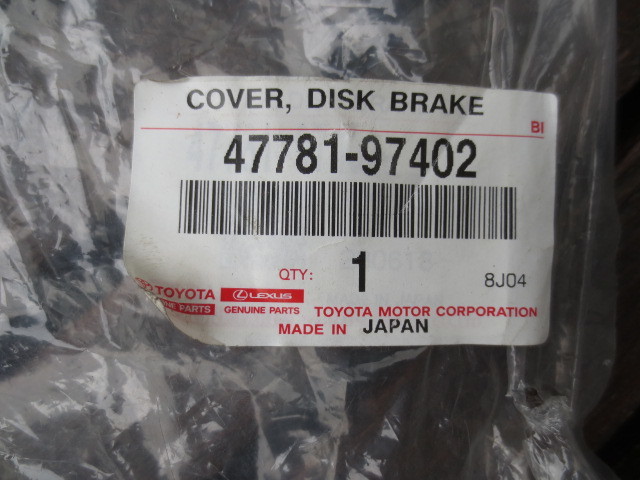 COVER, DISK BRAKE
BI
47781-97402
QTY: 1 8J04
TOYOTA LEXUS
PARTS GENUINE PARTS TOYOTA MOTOR CORPORATION
MADE IN JAPAN